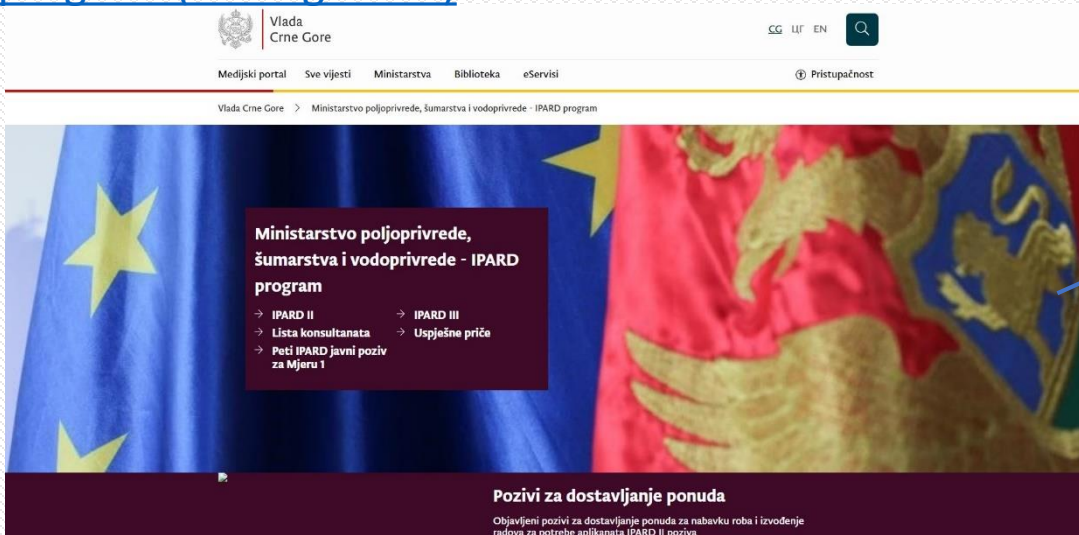 Vlada
Crne Gore
CG ЦГ EN
Medijski portal Sve vijesti Ministarstva Biblioteka eServisi Pristupačnost
Vlada Crne Gore > Ministarstvo poljoprivrede, šumarstva i vodoprivrede - IPARD program
Ministarstvo poljoprivrede,
šumarstva i vodoprivrede - IPARD
program
→ IPARD II → IPARD III
→ Lista konsultanata → Uspješne priče
→ Peti IPARD javni poziv
za Mjeru 1
Pozivi za dostavljanje ponuda
Objavljeni pozivi za dostavljanje ponuda za nabavku roba i izvođenje
radova za potrebe aplikanata IPARD II poziva